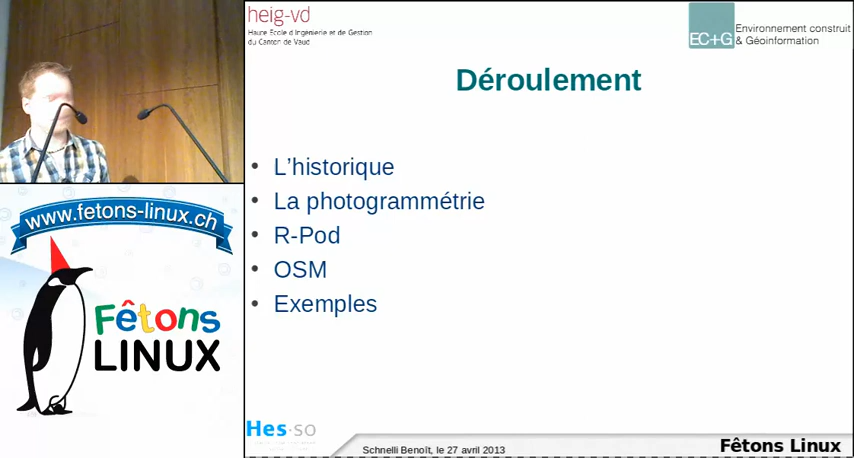 heig-vd
Haute Ecole d'Ingénierie et de Gestion
du Canton de Vaud
EC+G
Environnement construit
& Géoinformation
Déroulement
• L'historique
• La photogrammétrie
• R-Pod
• OSM
• Exemples
www.fetons-linux.ch
Fêtons
LINUX
Hes·so
Schnelli Benoît, le 27 avril 2013
Fêtons Linux